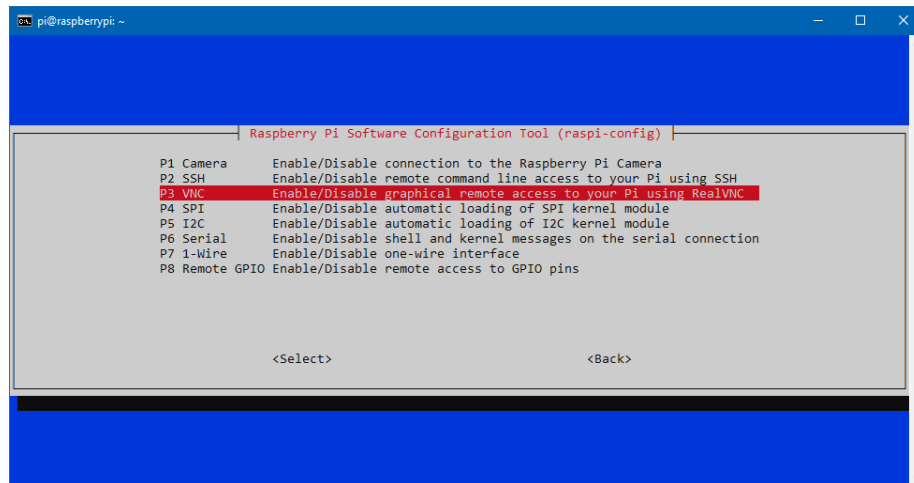 pi@raspberrypi: ~
Raspberry Pi Software Configuration Tool (raspi-config)
P1 Camera Enable/Disable connection to the Raspberry Pi Camera
P2 SSH Enable/Disable remote command line access to your Pi using SSH
P3 VNC Enable/Disable graphical remote access to your Pi using RealVNC
P4 SPI Enable/Disable automatic loading of SPI kernel module
P5 I2C Enable/Disable automatic loading of I2C kernel module
P6 Serial Enable/Disable shell and kernel messages on the serial connection
P7 1-Wire Enable/Disable one-wire interface
P8 Remote GPIO Enable/Disable remote access to GPIO pins
<Select> <Back>